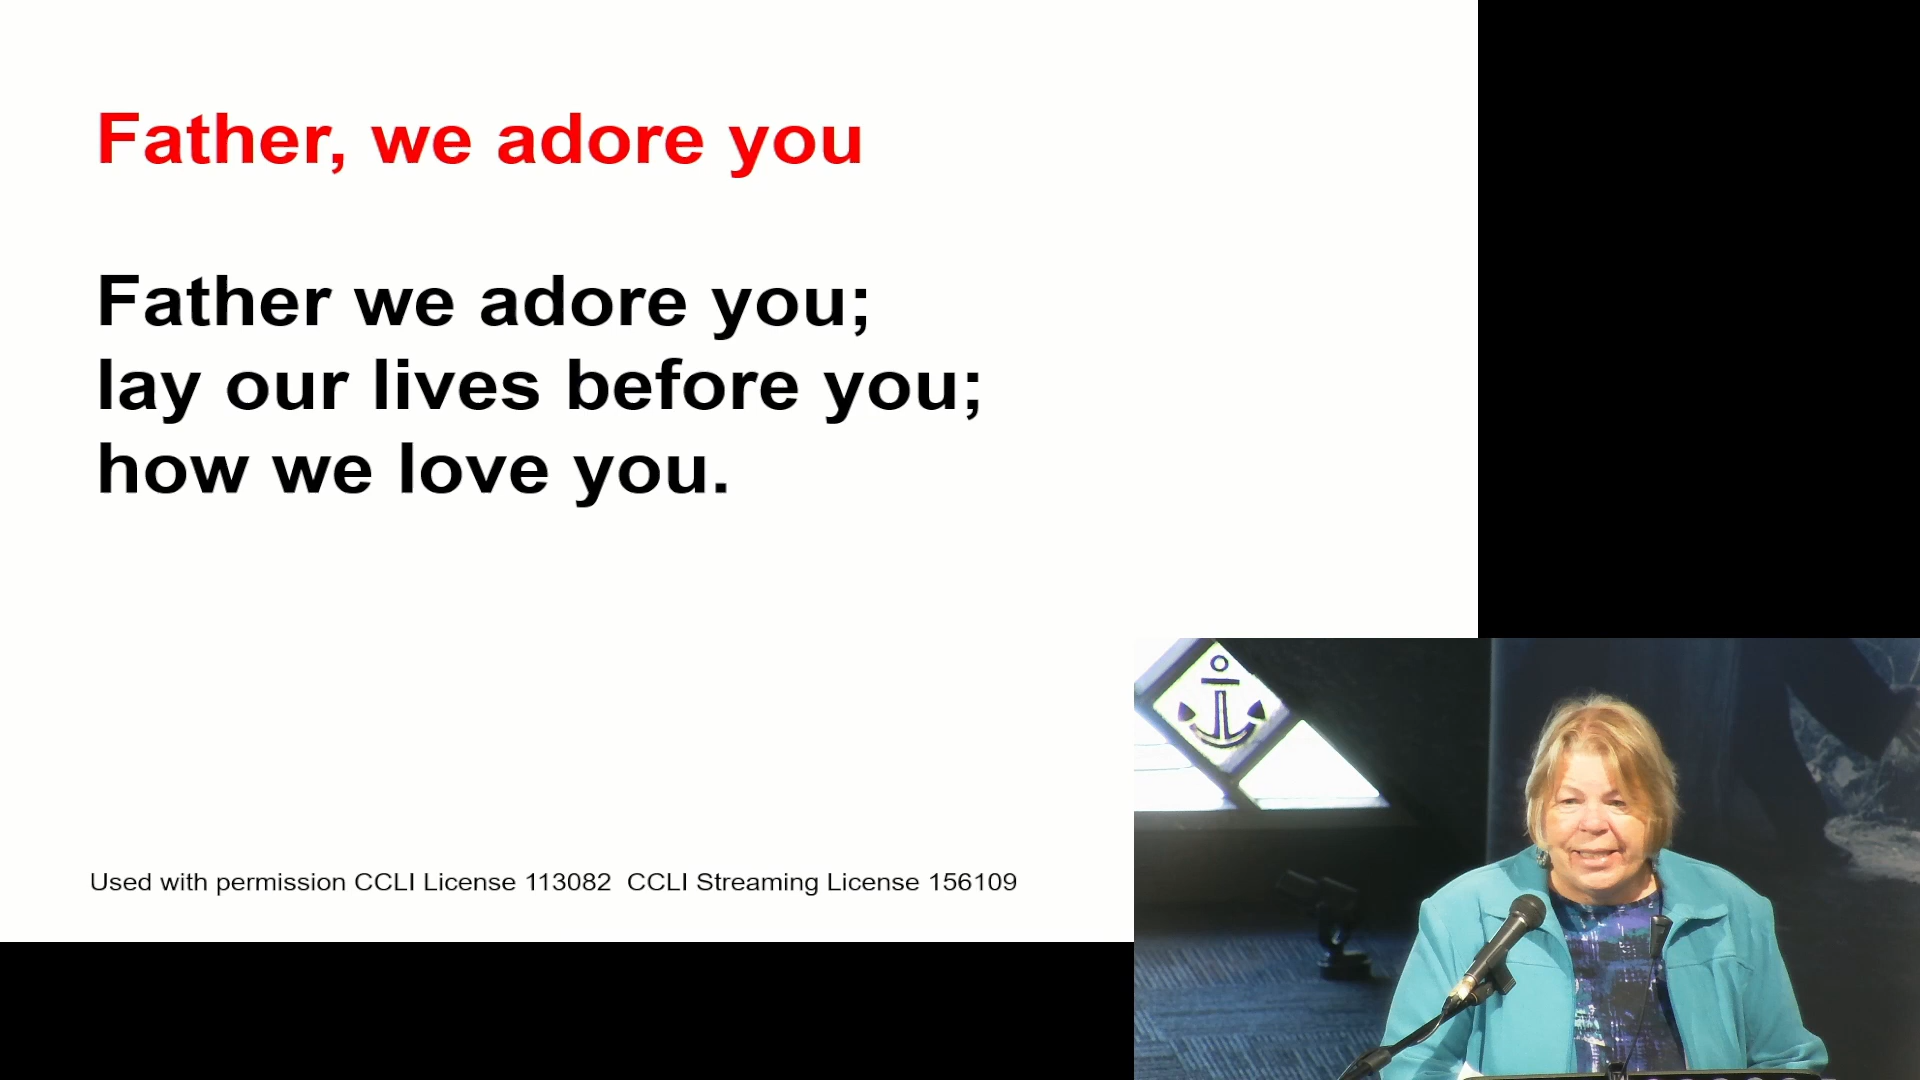 Father, we adore you
Father we adore you;
lay our lives before you;
how we love you.
Used with permission CCLI License 113082  CCLI Streaming License 156109